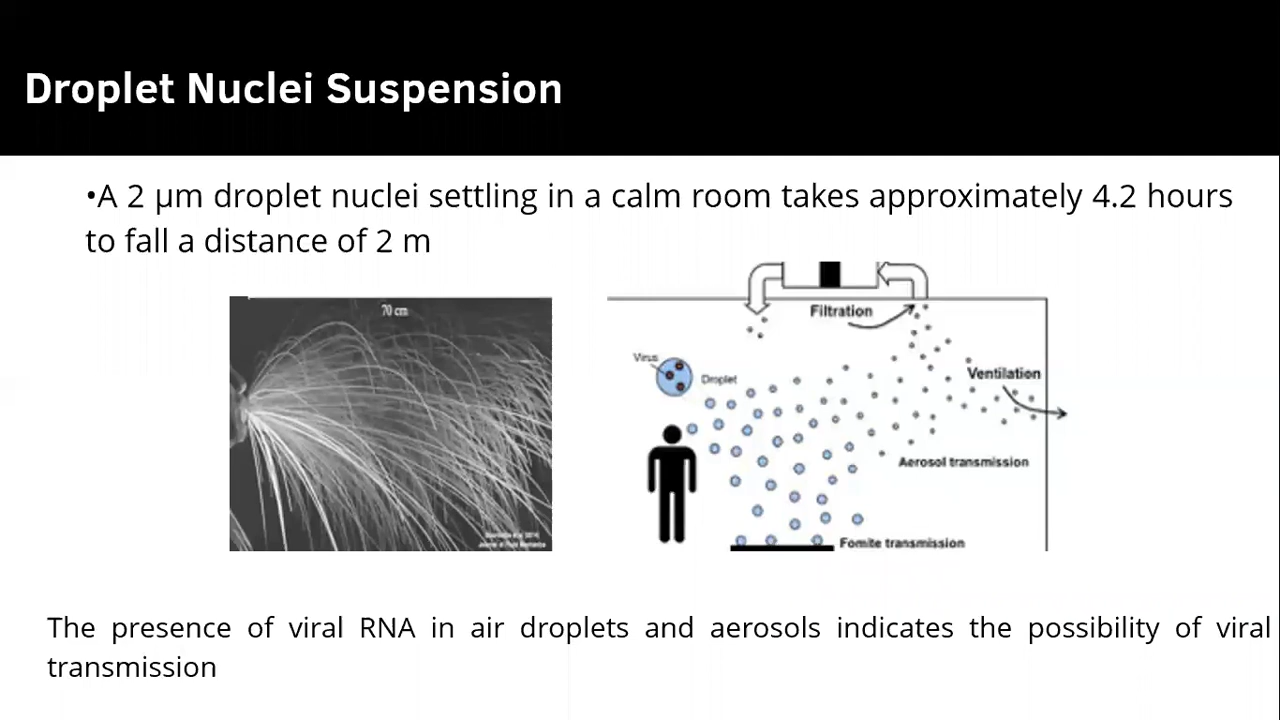 Droplet Nuclei Suspension
•A 2 µm droplet nuclei settling in a calm room takes approximately 4.2 hours
to fall a distance of 2 m
70 cm
Filtration
Virus
Droplet
Ventilation
Aerosol transmission
Fomite transmission
The presence of viral RNA in air droplets and aerosols indicates the possibility of viral
transmission